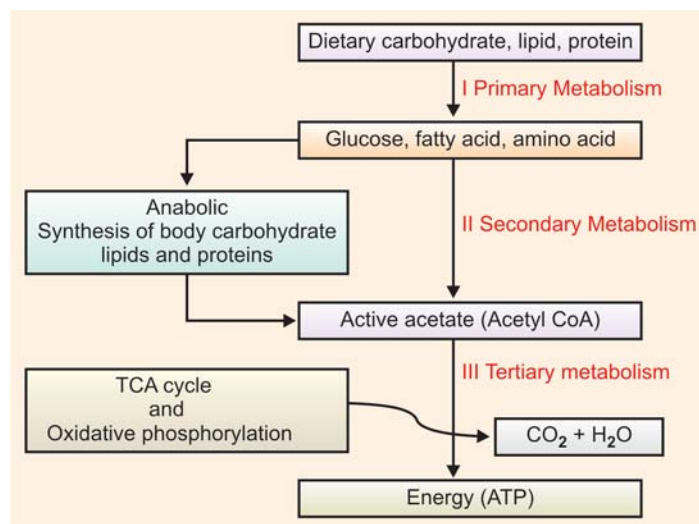 Dietary carbohydrate, lipid, protein
I Primary Metabolism
Glucose, fatty acid, amino acid
Anabolic
Synthesis of body carbohydrate
lipids and proteins
II Secondary Metabolism
Active acetate (Acetyl CoA)
III Tertiary metabolism
TCA cycle
and
Oxidative phosphorylation
CO2 + H2O
Energy (ATP)